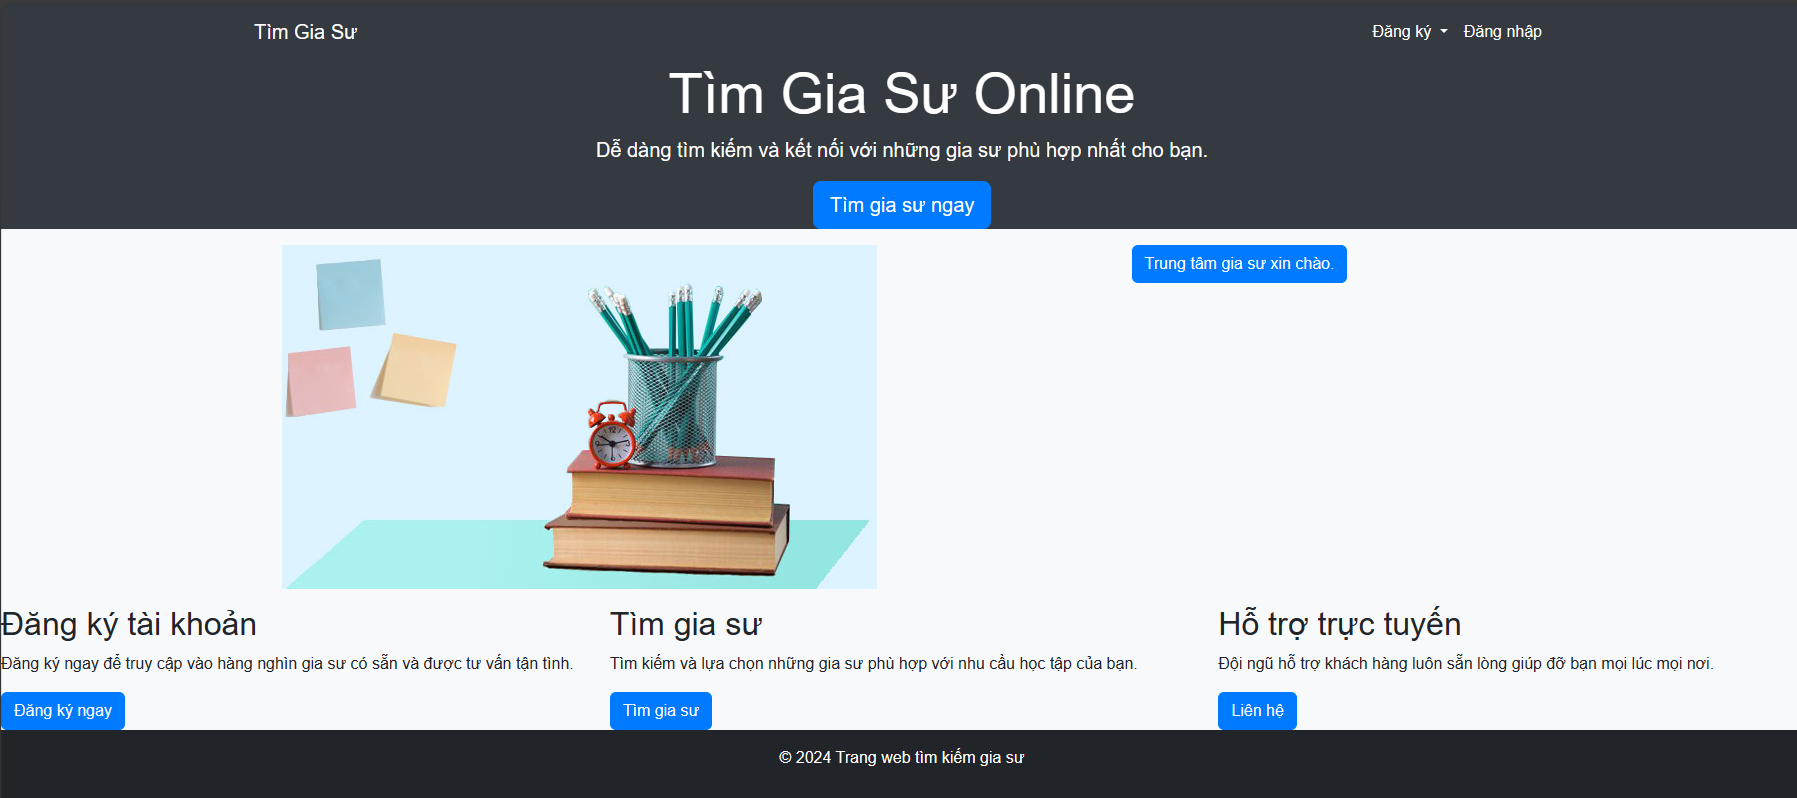 Tìm Gia Sư
Đăng ký
Đăng nhập
Tìm Gia Sư Online
Dễ dàng tìm kiếm và kết nối với những gia sư phù hợp nhất cho bạn.
Tìm gia sư ngay
Trung tâm gia sư xin chào.
Đăng ký tài khoản
Đăng ký ngay để truy cập vào hàng nghìn gia sư có sẵn và được tư vấn tận tình.
Đăng ký ngay
Tìm gia sư
Tìm kiếm và lựa chọn những gia sư phù hợp với nhu cầu học tập của bạn.
Tìm gia sư
Hỗ trợ trực tuyến
Đội ngũ hỗ trợ khách hàng luôn sẵn lòng giúp đỡ bạn mọi lúc mọi nơi.
Liên hệ
© 2024 Trang web tìm kiếm gia sư